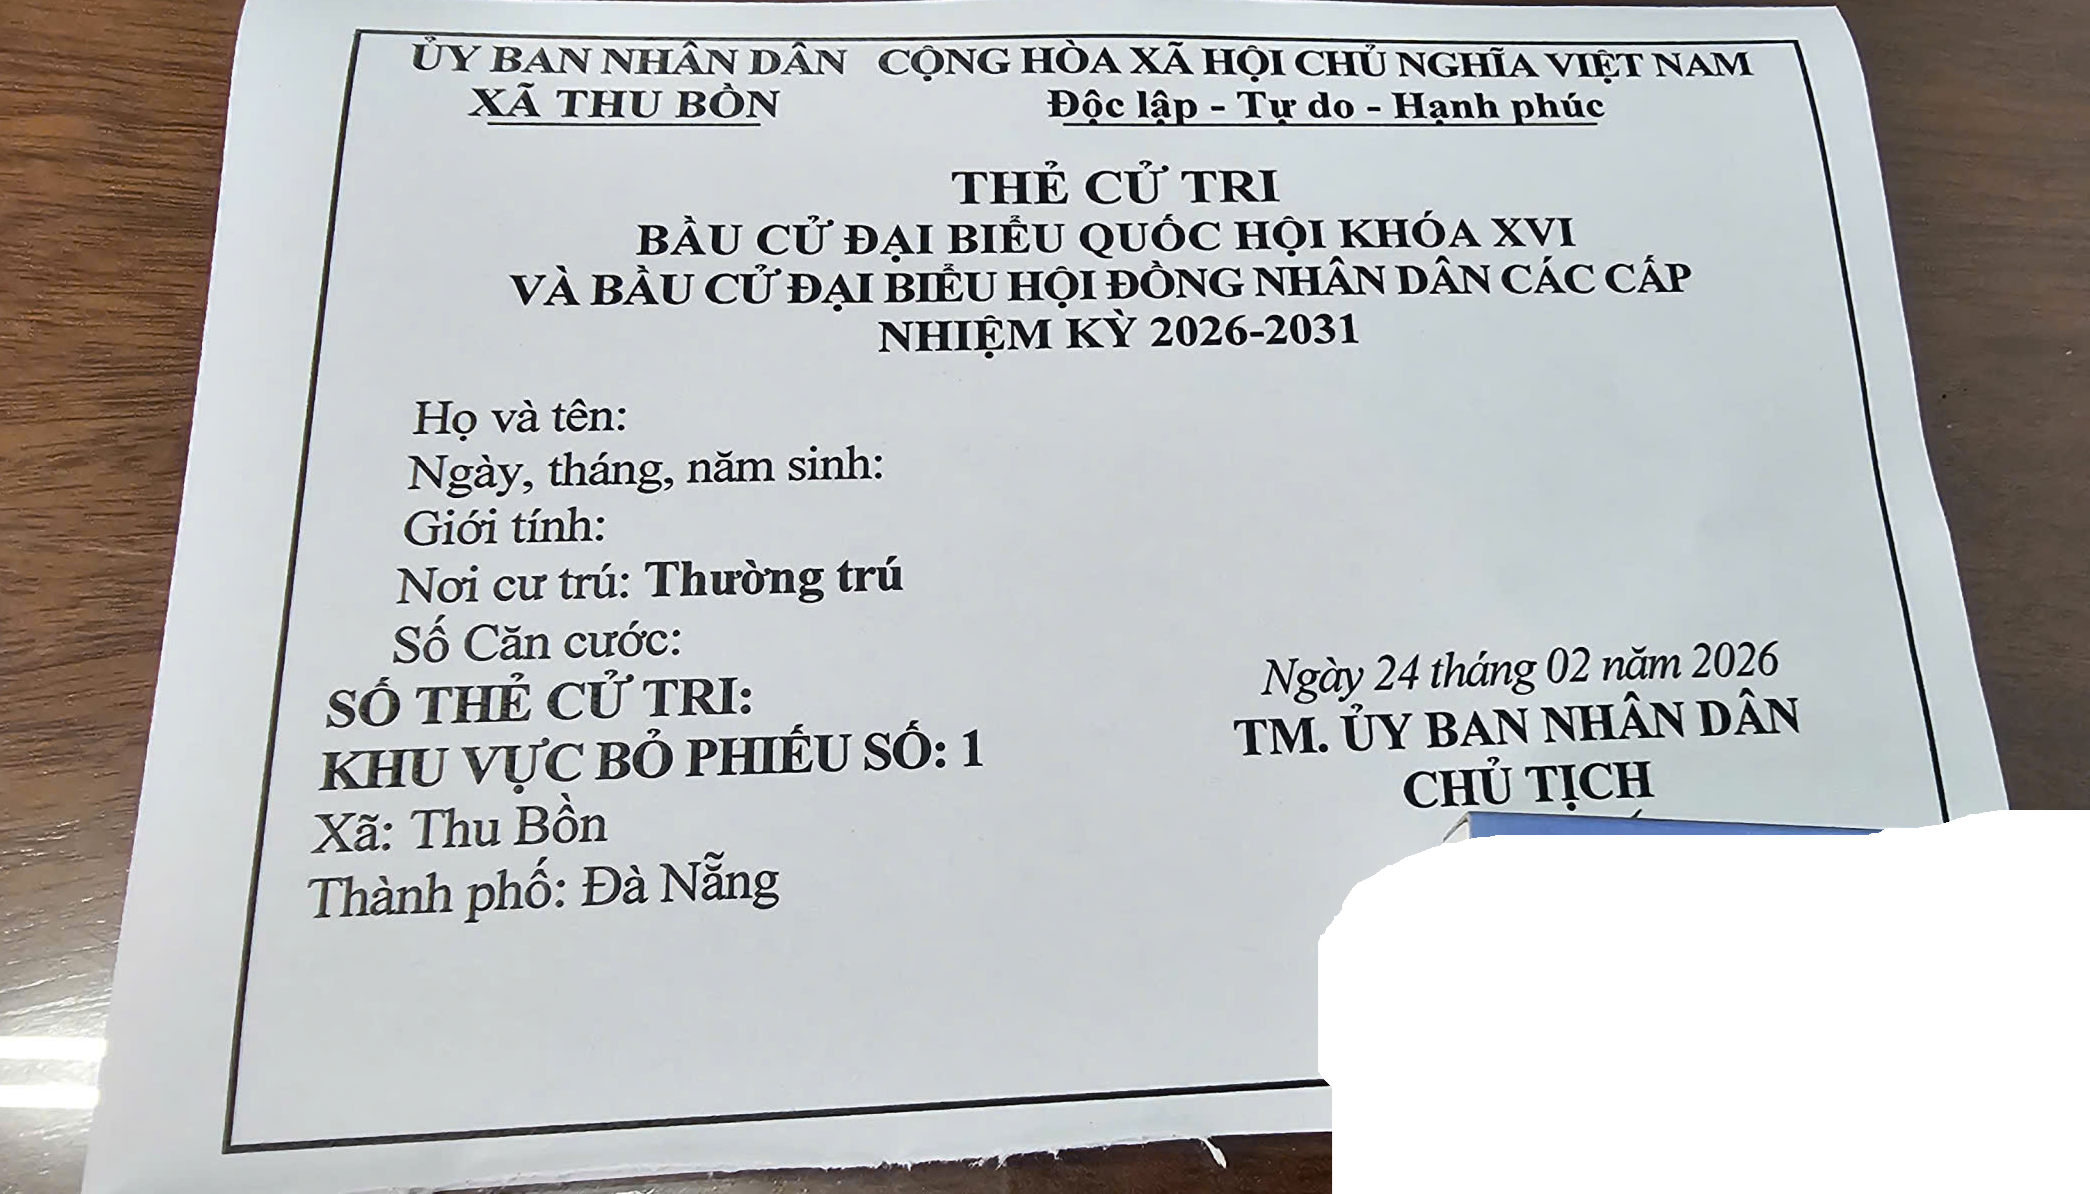 ỦY BAN NHÂN DÂN
XÃ THU BỒN
CỘNG HÒA XÃ HỘI CHỦ NGHĨA VIỆT NAM
Độc lập - Tự do - Hạnh phúc
THẺ CỬ TRI
BẦU CỬ ĐẠI BIỂU QUỐC HỘI KHÓA XVI
VÀ BẦU CỬ ĐẠI BIỂU HỘI ĐỒNG NHÂN DÂN CÁC CẤP
NHIỆM KỲ 2026-2031
Họ và tên:
Ngày, tháng, năm sinh:
Giới tính:
Nơi cư trú: Thường trú
Số Căn cước:
SỐ THẺ CỬ TRI:
KHU VỰC BỎ PHIẾU SỐ: 1
Xã: Thu Bồn
Thành phố: Đà Nẵng
Ngày 24 tháng 02 năm 2026
TM. ỦY BAN NHÂN DÂN
CHỦ TỊCH